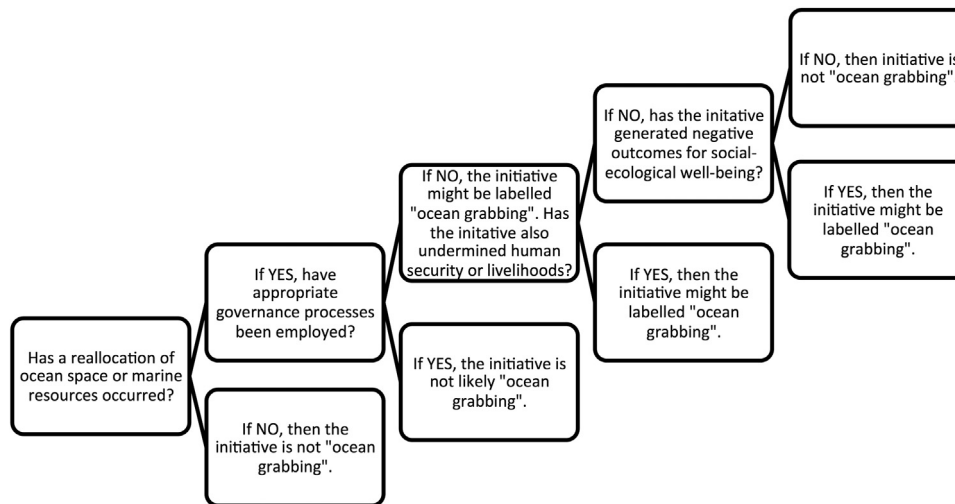 Has a reallocation of
ocean space or marine
resources occurred?
If YES, have
appropriate
governance processes
been employed?
If NO, then the
initiative is not "ocean
grabbing".
If NO, the initiative
might be labelled
"ocean grabbing". Has
the initative also
undermined human
security or livelihoods?
If YES, the initiative is
not likely "ocean
grabbing".
If NO, has the initative
generated negative
outcomes for social-
ecological well-being?
If YES, then the
initiative might be
labelled "ocean
grabbing".
If NO, then initiative is
not "ocean grabbing"
If YES, then the
initiative might be
labelled "ocean
grabbing".